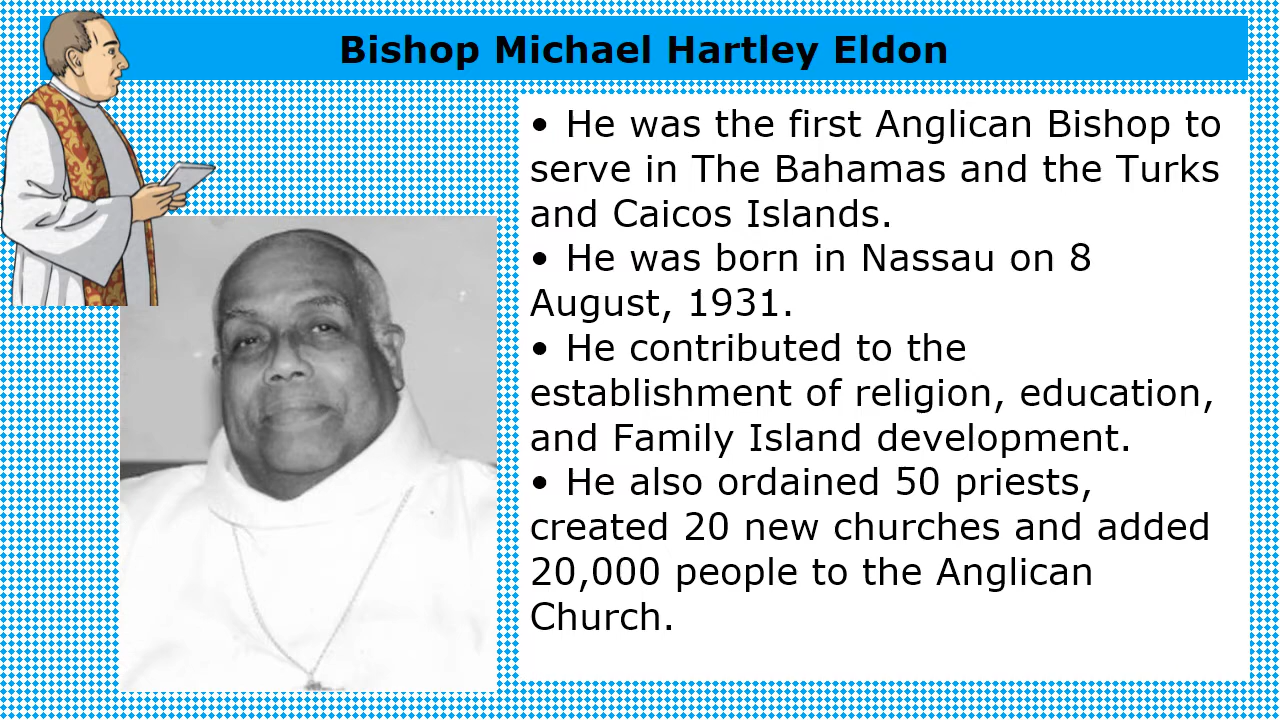 Bishop Michael Hartley Eldon
• He was the first Anglican Bishop to
serve in The Bahamas and the Turks
and Caicos Islands.
• He was born in Nassau on 8
August, 1931.
• He contributed to the
establishment of religion, education,
and Family Island development.
• He also ordained 50 priests,
created 20 new churches and added
20,000 people to the Anglican
Church.